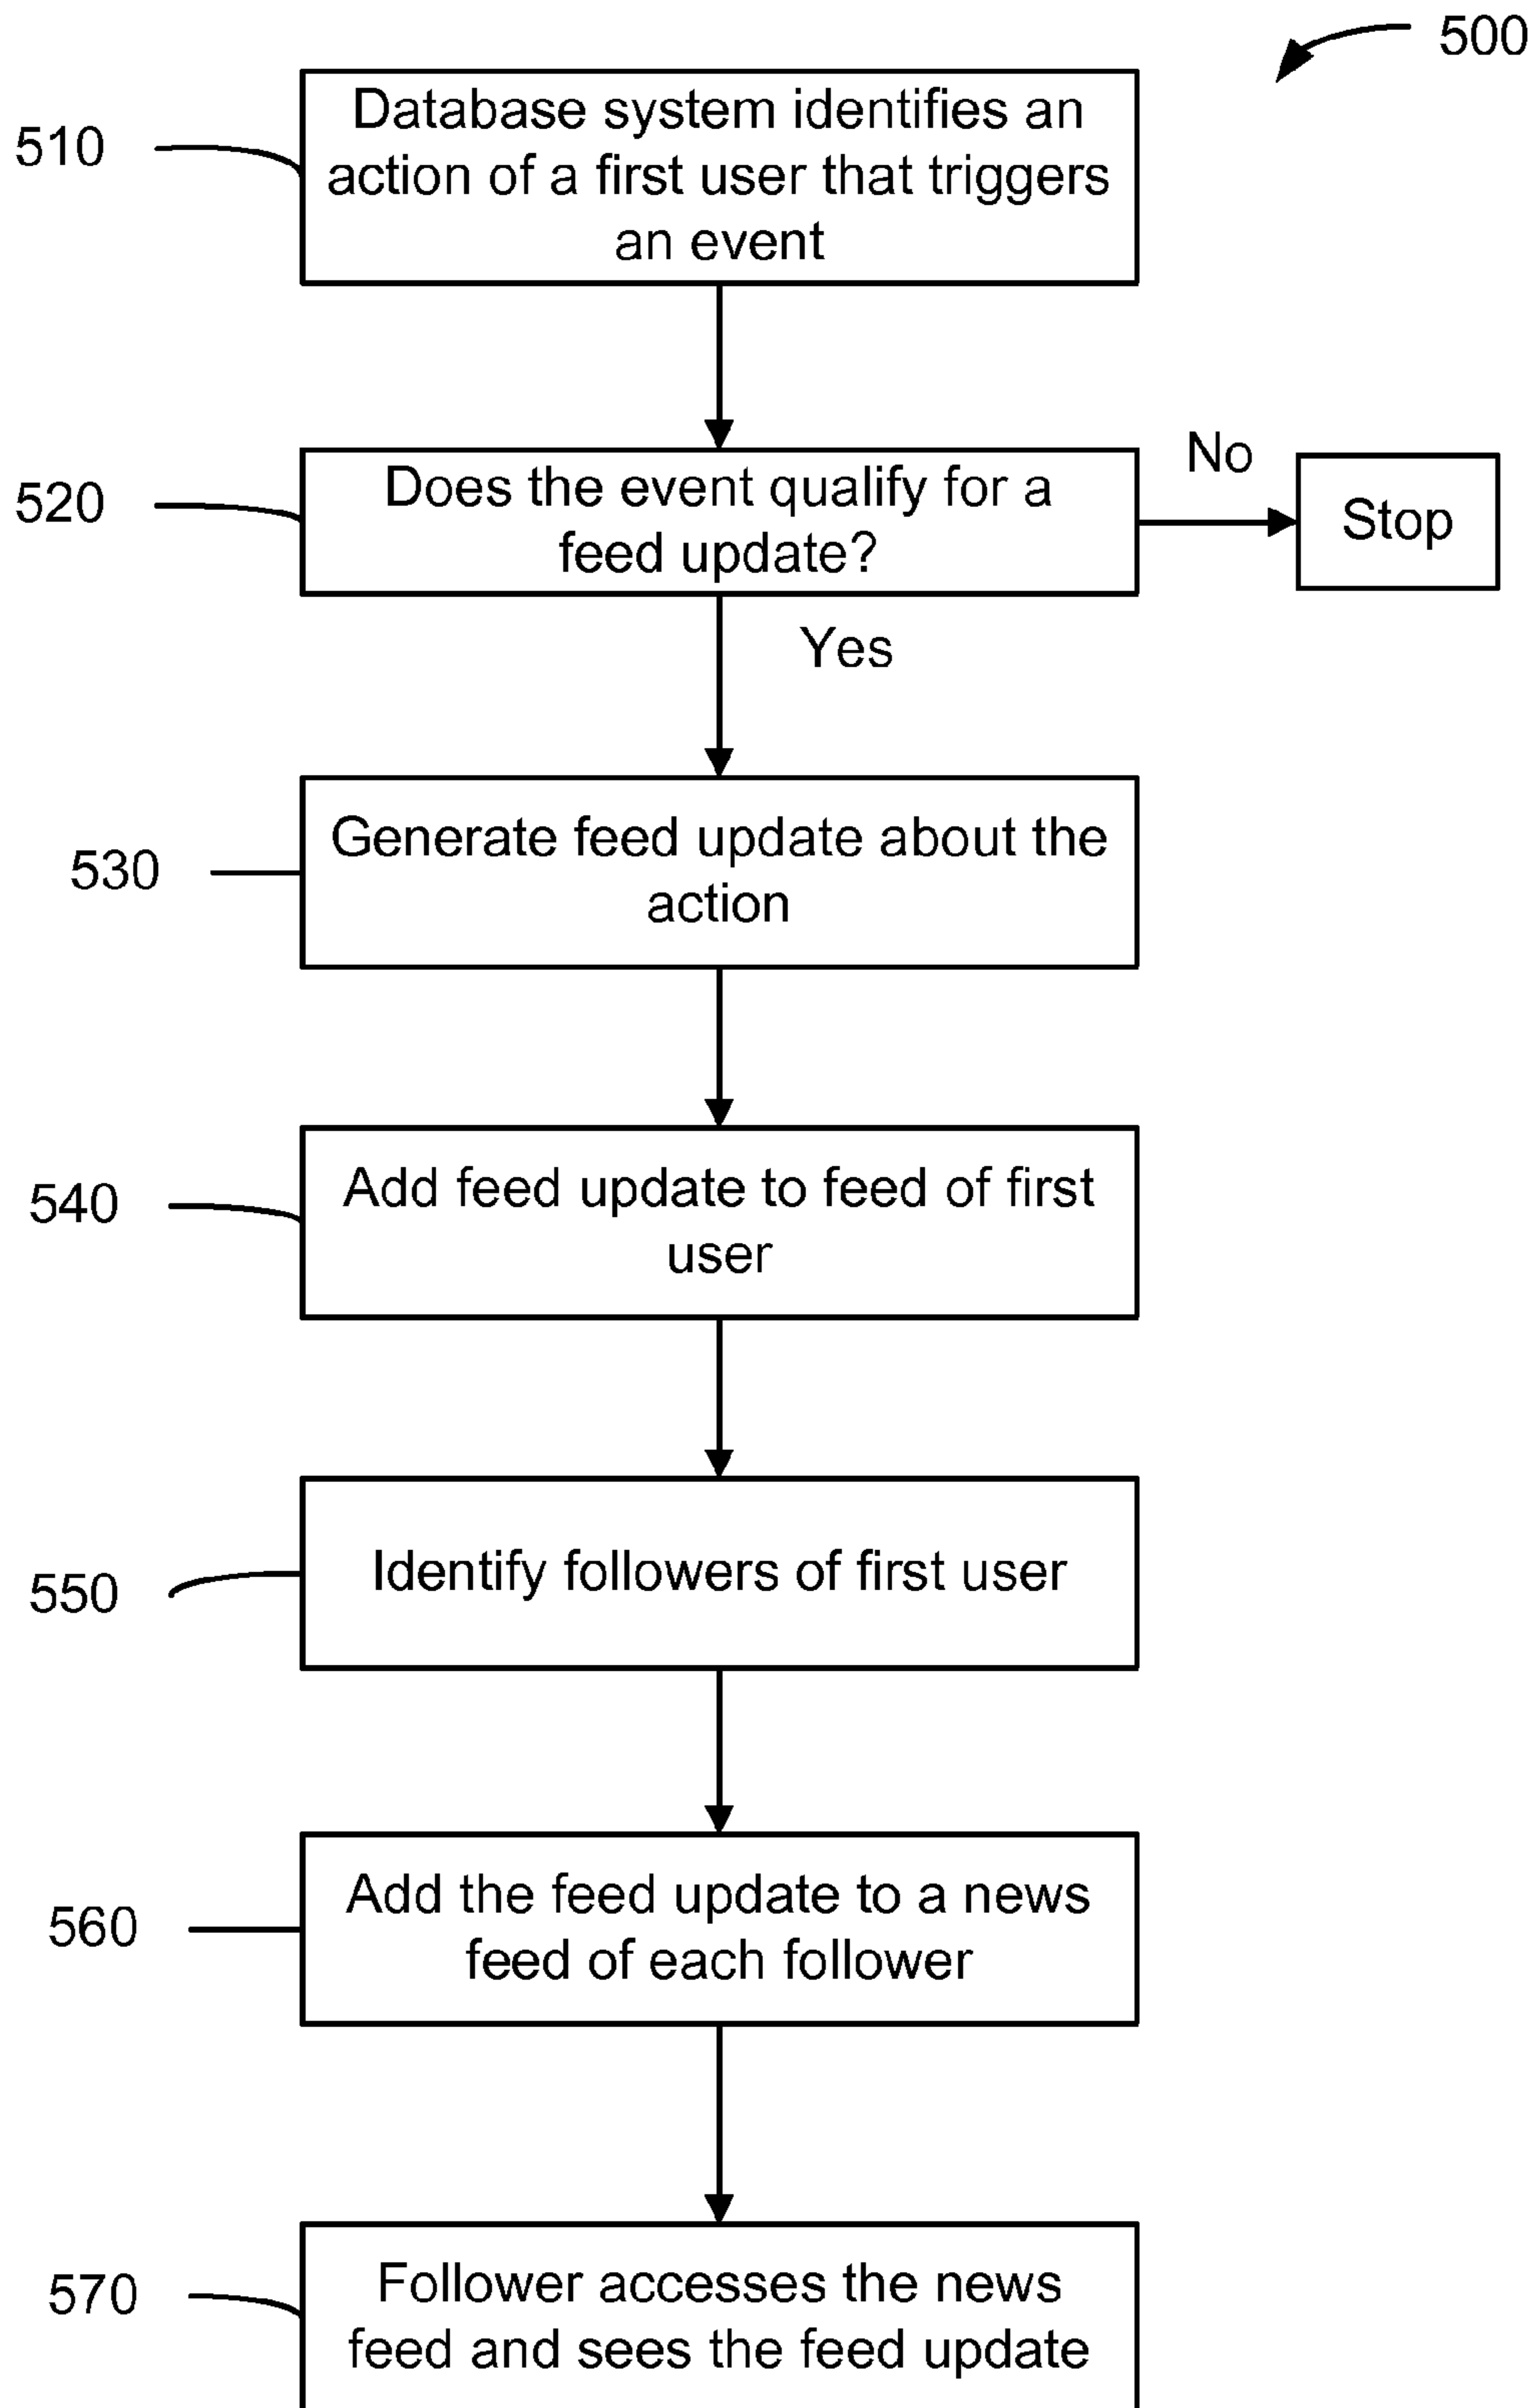 500
510
Database system identifies an
action of a first user that triggers
an event
520
Does the event qualify for a
feed update?
No
Stop
Yes
530
Generate feed update about the
action
540
Add feed update to feed of first
user
550
Identify followers of first user
560
Add the feed update to a news
feed of each follower
570
Follower accesses the news
feed and sees the feed update